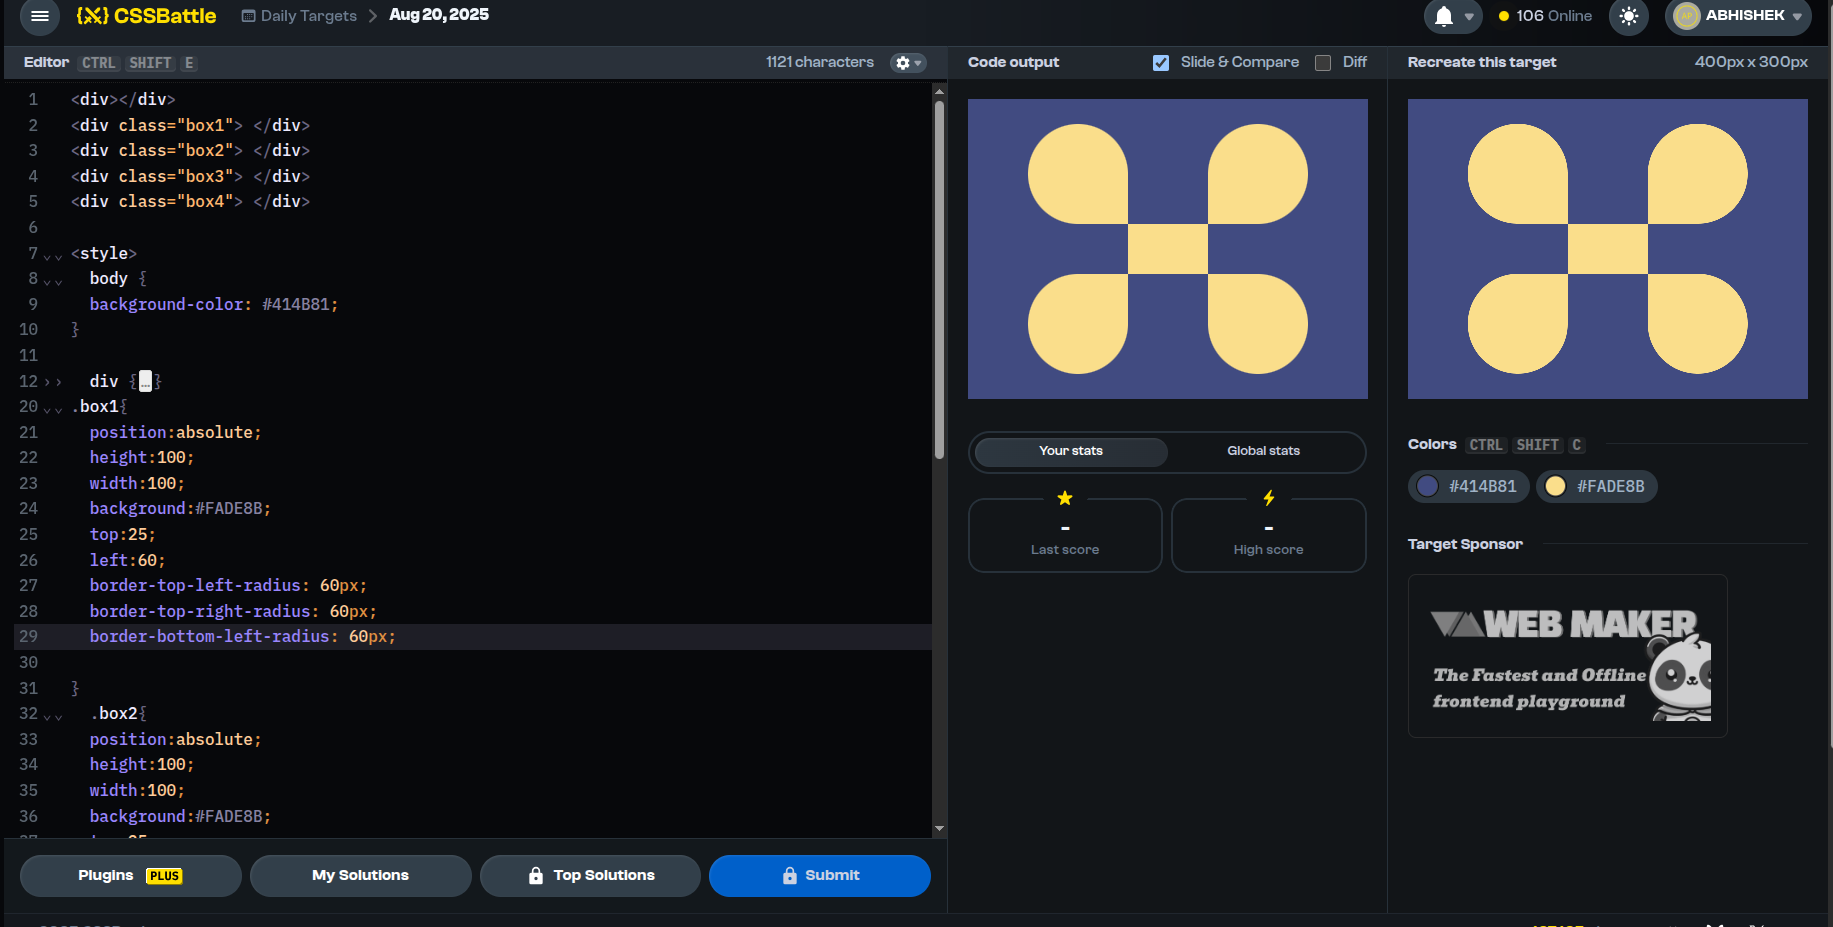 CSSBattle Daily Targets Aug 20, 2025 106 Online AP ABHISHEK
Editor CTRL SHIFT E 1121 characters
1 <div></div>
2 <div class="box1"> </div>
3 <div class="box2"> </div>
4 <div class="box3"> </div>
5 <div class="box4"> </div>
6
7 <style>
8 body {
9 background-color: #414B81;
10 }
11
12 div {…}
20 .box1{
21 position:absolute;
22 height:100;
23 width:100;
24 background:#FADE8B;
25 top:25;
26 left:60;
27 border-top-left-radius: 60px;
28 border-top-right-radius: 60px;
29 border-bottom-left-radius: 60px;
30
31 }
32 .box2{
33 position:absolute;
34 height:100;
35 width:100;
36 background:#FADE8B;
Plugins PLUS My Solutions Top Solutions Submit
Code output Slide & Compare Diff
Your stats Global stats
- -
Last score High score
Recreate this target 400px x 300px
Colors CTRL SHIFT C
#414B81 #FADE8B
Target Sponsor
WEB MAKER
The Fastest and Offline
frontend playground